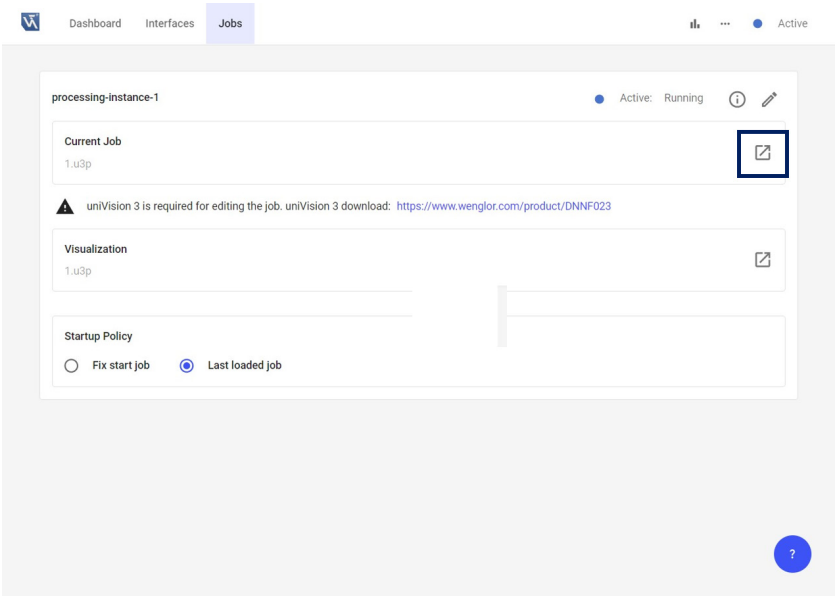 Dashboard Interfaces Jobs Active
processing-instance-1 Active: Running
Current Job
1.u3p
uniVision 3 is required for editing the job. uniVision 3 download: https://www.wenglor.com/product/DNNF023
Visualization
1.u3p
Startup Policy
Fix start job Last loaded job
?